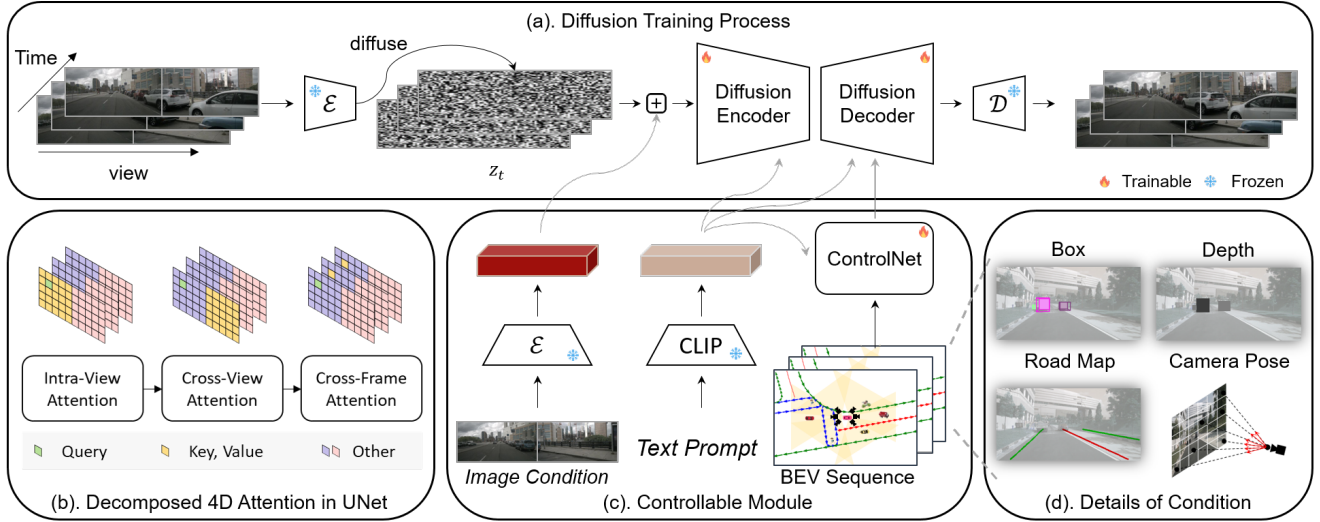 (a). Diffusion Training Process
Time
view
ℰ
diffuse
z_t
+
Diffusion
Encoder
Diffusion
Decoder
𝒟
Trainable
Frozen
Intra-View
Attention
Cross-View
Attention
Cross-Frame
Attention
Query
Key, Value
Other
(b). Decomposed 4D Attention in UNet
ℰ
Image Condition
CLIP
Text Prompt
ControlNet
BEV Sequence
(c). Controllable Module
Box
Depth
Road Map
Camera Pose
(d). Details of Condition